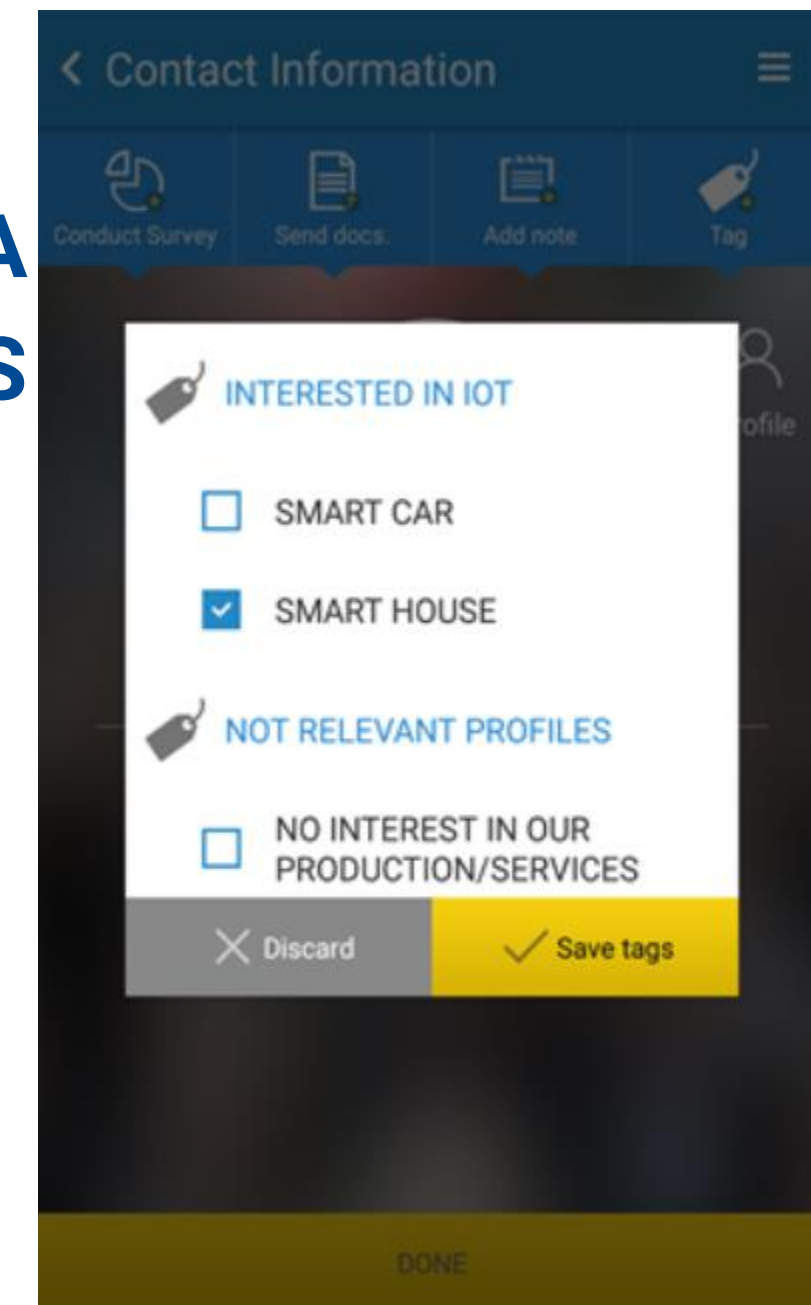 A
S
Contact Information
Conduct Survey
Send docs.
Add note
Tag
ofile
INTERESTED IN IOT
SMART CAR
SMART HOUSE
NOT RELEVANT PROFILES
NO INTEREST IN OUR
PRODUCTION/SERVICES
Discard
Save tags
DONE